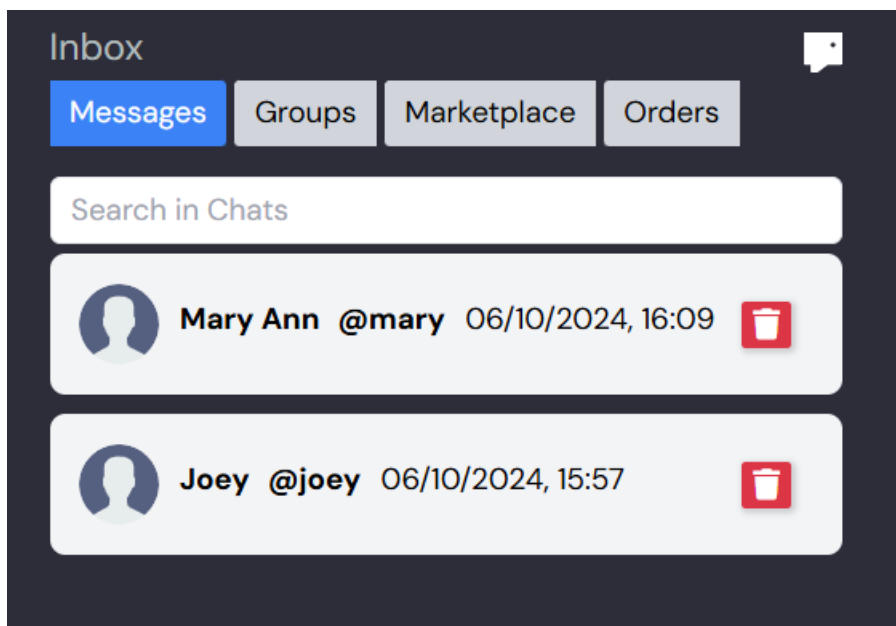 Inbox
Messages Groups Marketplace Orders
Search in Chats
Mary Ann @mary 06/10/2024, 16:09
Joey @joey 06/10/2024, 15:57